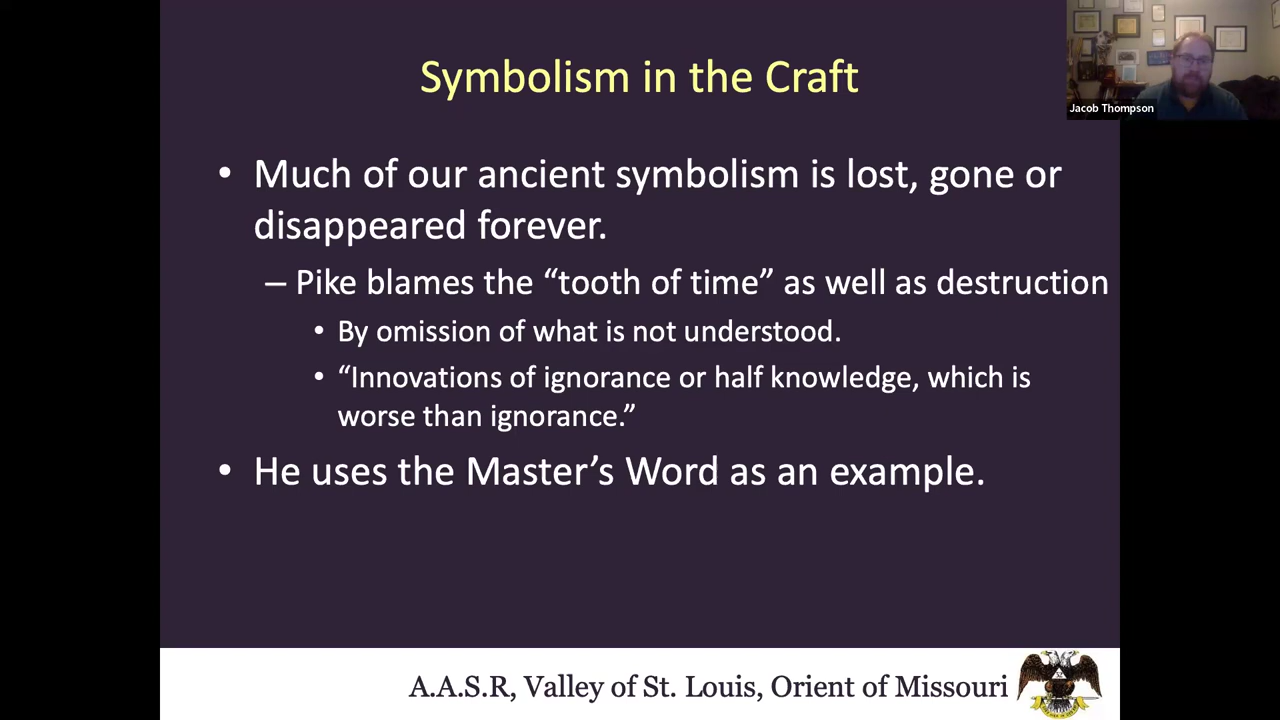 Symbolism in the Craft
Jacob Thompson
• Much of our ancient symbolism is lost, gone or
disappeared forever.
– Pike blames the “tooth of time” as well as destruction
• By omission of what is not understood.
• “Innovations of ignorance or half knowledge, which is
worse than ignorance.”
• He uses the Master’s Word as an example.
A.A.S.R, Valley of St. Louis, Orient of Missouri